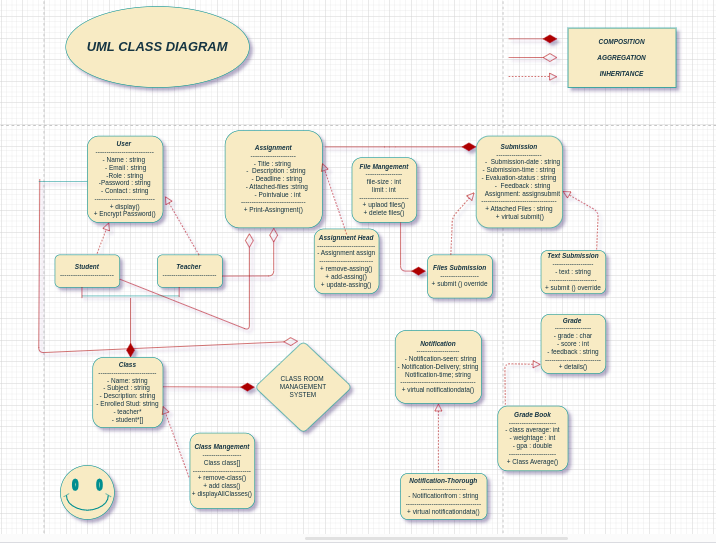 UML CLASS DIAGRAM
COMPOSITION
AGGREGATION
INHERITANCE
User
- Name : string
- Email : string
-Role : string
-Password : string
- Contact : string
+ display()
+ Encrypt Password()
Assignment
- Title : string
- Description : string
- Deadline : string
- Attached-files :string
- Pointvalue : int
+ Print-Assingment()
File Mangement
file-size : int
limit : int
+ uplaod files()
+ delete files()
Submission
- Submission-date : string
- Submission-time : string
- Evaluation-status : string
- Feedback : string
Assignment: assignsubmit
+ Attached Files : string
+ virtual submit()
Student
Teacher
Assignment Head
- Assignment assign
+ remove-assing()
+ add-assing()
+ update-assing()
Files Submission
+ submit () override
Text Submission
- text : string
+ submit () override
Class
- Name: string
- Subject : string
- Description: string
- Enrolled Stud: string
- teacher*
- student*[]
CLASS ROOM
MANAGEMENT
SYSTEM
Notification
- Notification-seen: string
- Notification-Delivery; string
Notification-time; string
+ virtual notificationdata()
Grade
- grade : char
- score : int
- feedback : string
+ details()
Grade Book
- class average: int
- weightage : int
- gpa : double
+ Class Average()
Class Mangement
Class class[]
+ remove-class()
+ add class()
+ displayAllClasses()
Notification-Thorough
- Notificationfrom : string
+ virtual notificationdata()